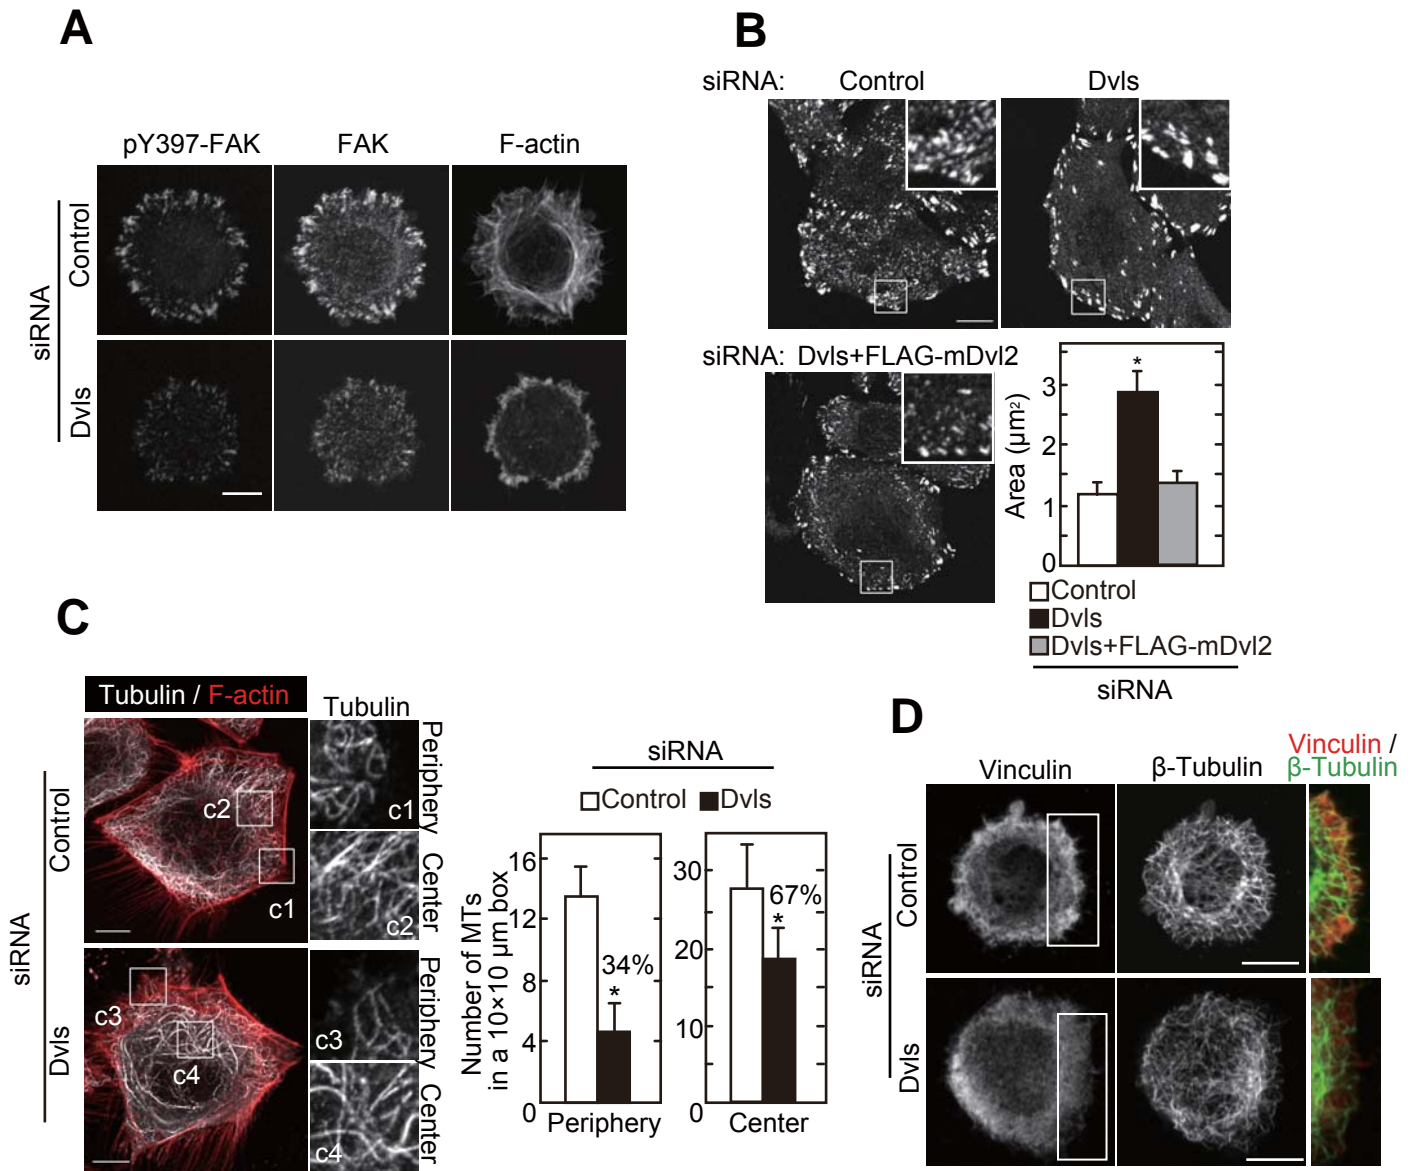 A
pY397-FAK FAK F-actin
siRNA
Control
Dvls
B
siRNA: Control Dvls
siRNA: Dvls+FLAG-mDvl2
Area (μm²)
3
2
1
0
*
Control
Dvls
Dvls+FLAG-mDvl2
siRNA
C
Tubulin / F-actin
Tubulin
siRNA
Control
Dvls
c2
c1
c3
c4
c1
Periphery
c2
Center
c3
Periphery
c4
Center
siRNA
Control Dvls
Number of MTs
in a 10×10 μm box
16
12
8
4
0
34%
*
Periphery
30
20
10
0
67%
*
Center
D
Vinculin β-Tubulin
Vinculin /
β-Tubulin
siRNA
Control
Dvls